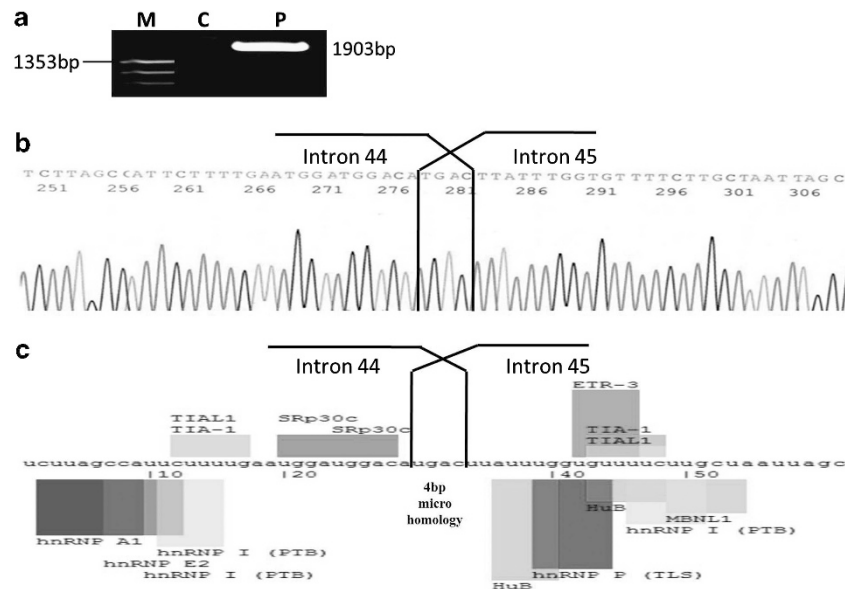 a
M C P
1353bp
1903bp
b
Intron 44 Intron 45
TCTTAGCCATTCTTTTGAATGGATGGACATGACTTATTTGGTGTTTTCTTGCTAATTAGC
251 256 261 266 271 276 281 286 291 296 301 306
c
Intron 44 Intron 45
ETR-3
TIAL1 SRp30c
TIA-1 SRp30c TIA-1
TIAL1
ucuuagccauucuuuugaauggauggacaugacuuauuugguguuuucuugcuaauuagc
|10 |20 |40 |50
4bp
micro
homology
HuB
MBNL1
hnRNP A1 hnRNP I (PTB)
hnRNP I (PTB)
hnRNP E2
hnRNP I (PTB)
hnRNP P (TLS)
HuB